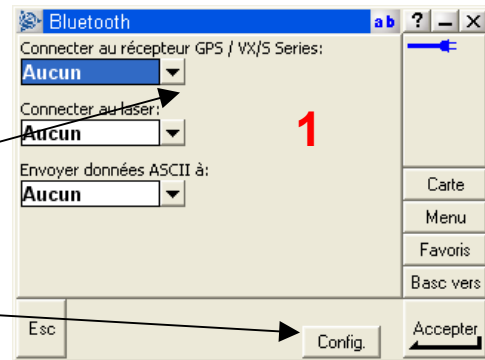 Bluetooth
ab ? – ×
Connecter au récepteur GPS / VX/S Series:
Aucun
Connecter au laser:
Aucun
1
Envoyer données ASCII à:
Aucun
Carte
Menu
Favoris
Basc vers
Esc
Config.
Accepter